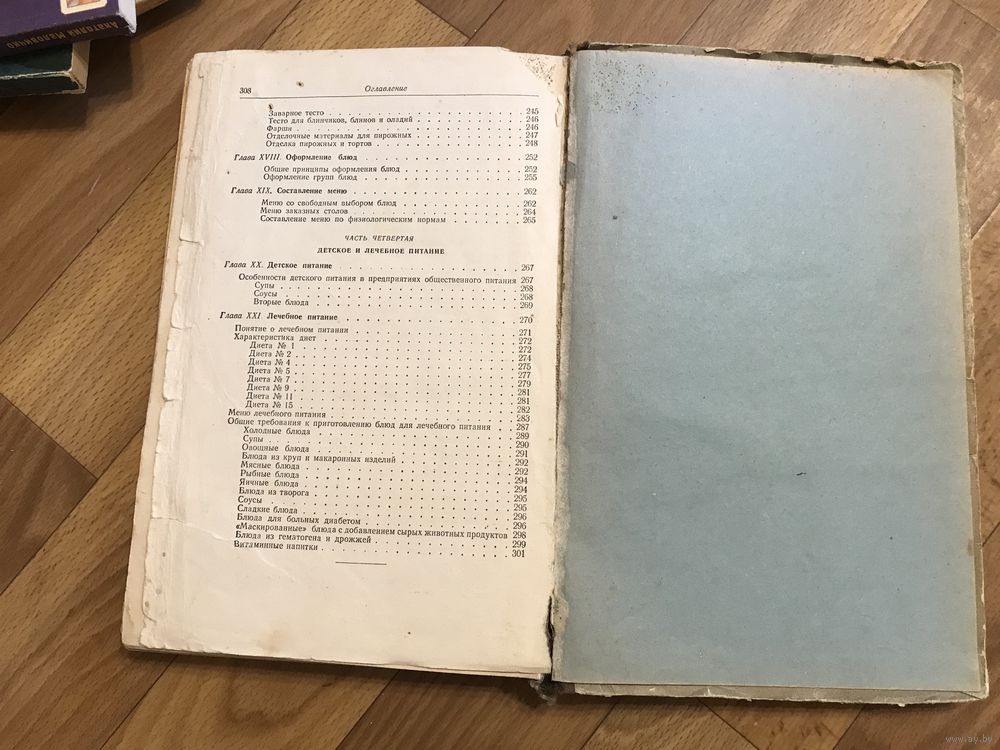 Анатолий Маловичко
308 Оглавление
Заварное тесто 245
Тесто для блинчиков, блинов и оладий 246
Фарши 246
Отделочные материалы для пирожных 247
Отделка пирожных и тортов 248
Глава XVIII. Оформление блюд 252
Общие принципы оформления блюд 252
Оформление групп блюд 255
Глава XIX. Составление меню 262
Меню со свободным выбором блюд 262
Меню заказных столов 264
Составление меню по физиологическим нормам 265
ЧАСТЬ ЧЕТВЕРТАЯ
ДЕТСКОЕ И ЛЕЧЕБНОЕ ПИТАНИЕ
Глава XX. Детское питание 267
Особенности детского питания в предприятиях общественного питания 267
Супы 268
Соусы 268
Вторые блюда 269
Глава XXI. Лечебное питание 270
Понятие о лечебном питании 271
Характеристика диет 272
Диета № 1 272
Диета № 2 274
Диета № 4 275
Диета № 5 277
Диета № 7 279
Диета № 9 281
Диета № 11 281
Диета № 15 282
Меню лечебного питания 283
Общие требования к приготовлению блюд для лечебного питания 287
Холодные блюда 289
Супы 290
Овощные блюда 291
Блюда из круп и макаронных изделий 292
Мясные блюда 292
Рыбные блюда 294
Яичные блюда 294
Блюда из творога 295
Соусы 295
Сладкие блюда 296
Блюда для больных диабетом 296
«Маскированные» блюда с добавлением сырых животных продуктов 298
Блюда из гематогена и дрожжей 299
Витаминные напитки 301
www.ay.by